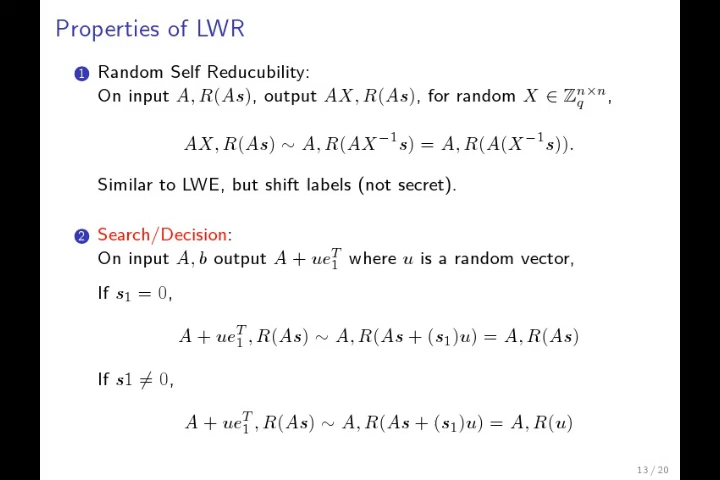 Properties of LWR
1 Random Self Reducubility:
On input A, R(As), output AX, R(As), for random X ∈ ℤ_q^{n×n},
AX, R(As) ∼ A, R(AX^{−1}s) = A, R(A(X^{−1}s)).
Similar to LWE, but shift labels (not secret).
2 Search/Decision:
On input A, b output A + ue_1^T where u is a random vector,
If s_1 = 0,
A + ue_1^T, R(As) ∼ A, R(As + (s_1)u) = A, R(As)
If s1 ≠ 0,
A + ue_1^T, R(As) ∼ A, R(As + (s_1)u) = A, R(u)
13 / 20